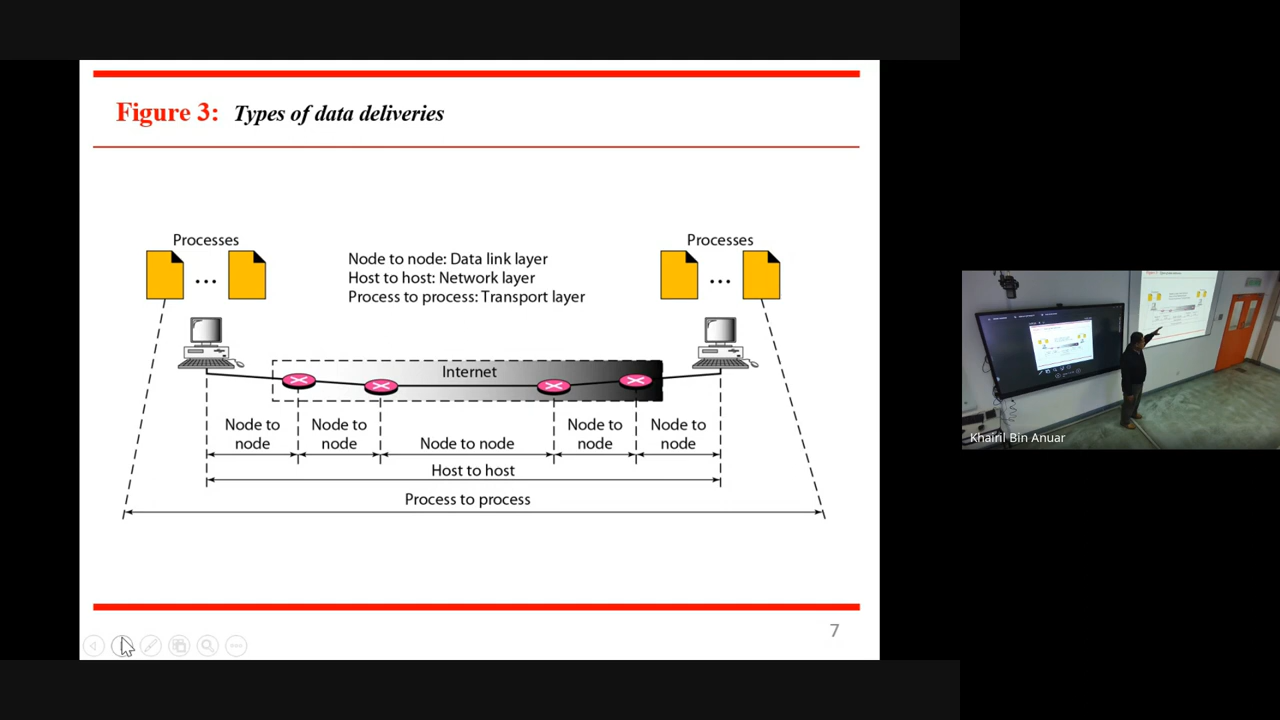 Figure 3: Types of data deliveries
Processes
Processes
Node to node: Data link layer
Host to host: Network layer
Process to process: Transport layer
...
...
Internet
Node to
node
Node to
node
Node to node
Node to
node
Node to
node
Host to host
Process to process
7
Khairil Bin Anuar